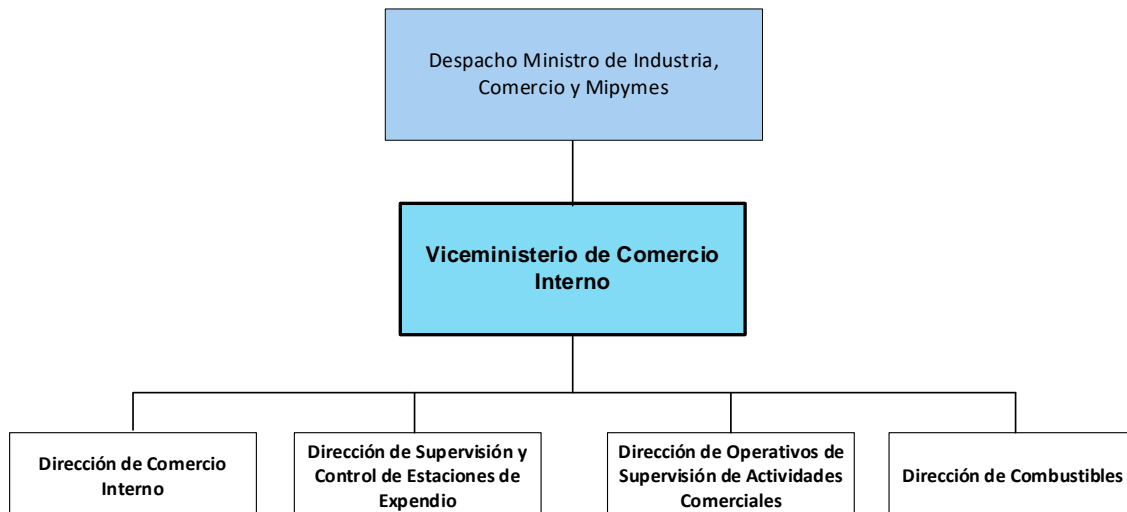 Despacho Ministro de Industria,
Comercio y Mipymes
Viceministerio de Comercio
Interno
Dirección de Comercio
Interno
Dirección de Supervisión y
Control de Estaciones de
Expendio
Dirección de Operativos de
Supervisión de Actividades
Comerciales
Dirección de Combustibles